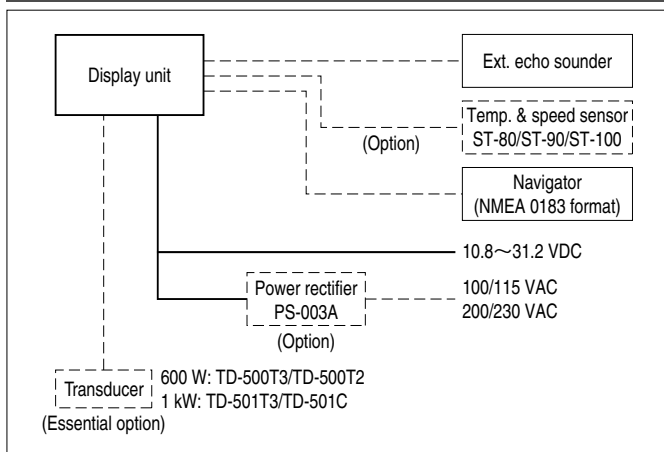 Display unit
Ext. echo sounder
Temp. & speed sensor
ST-80/ST-90/ST-100
(Option)
Navigator
(NMEA 0183 format)
10.8～31.2 VDC
Power rectifier
PS-003A
(Option)
100/115 VAC
200/230 VAC
Transducer
(Essential option)
600 W: TD-500T3/TD-500T2
1 kW: TD-501T3/TD-501C